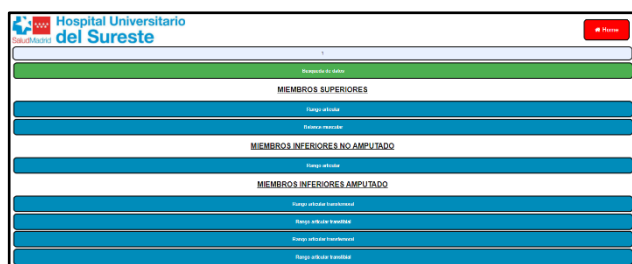 Hospital Universitario
del Sureste
SaludMadrid
Home
1
Búsqueda de datos
MIEMBROS SUPERIORES
Rango articular
Balance muscular
MIEMBROS INFERIORES NO AMPUTADO
Rango articular
MIEMBROS INFERIORES AMPUTADO
Rango articular transfemoral
Rango articular transtibial
Rango articular transfemoral
Rango articular transtibial